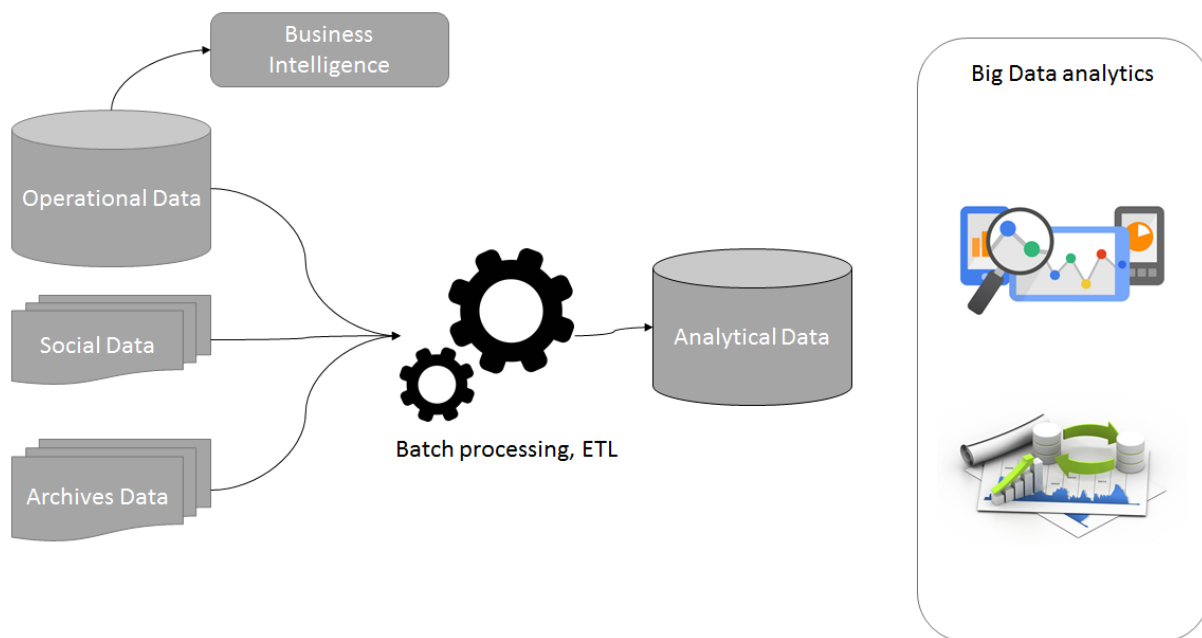 Business
Intelligence
Big Data analytics
Operational Data
Social Data
Analytical Data
Archives Data
Batch processing, ETL